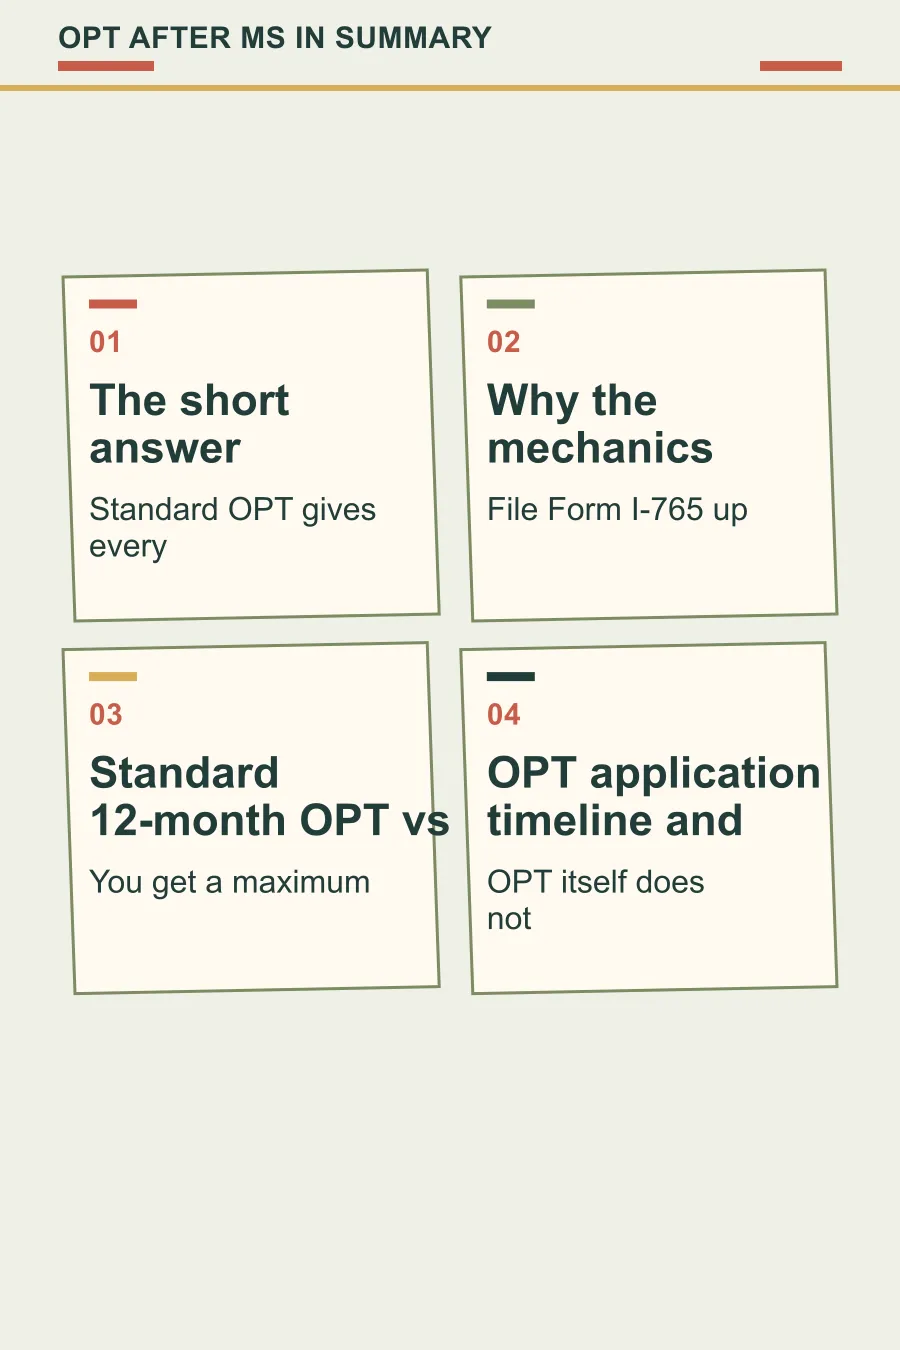 OPT AFTER MS IN SUMMARY
01
The short
answer
Standard OPT gives
every
02
Why the
mechanics
File Form I-765 up
03
Standard
12-month OPT vs
You get a maximum
04
OPT application
timeline and
OPT itself does
not